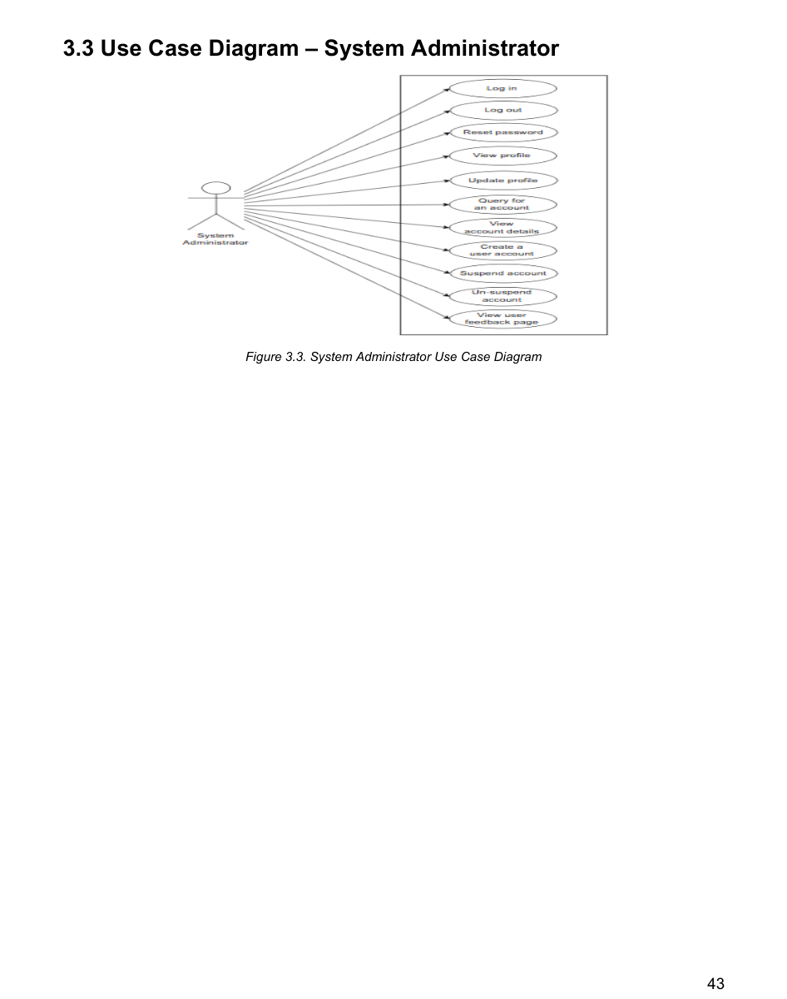 3.3 Use Case Diagram – System Administrator
Log in
Log out
Reset password
View profile
Update profile
Query for
an account
View
account details
Create a
user account
Suspend account
Un-suspend
account
View user
feedback page
System
Administrator
Figure 3.3. System Administrator Use Case Diagram
43